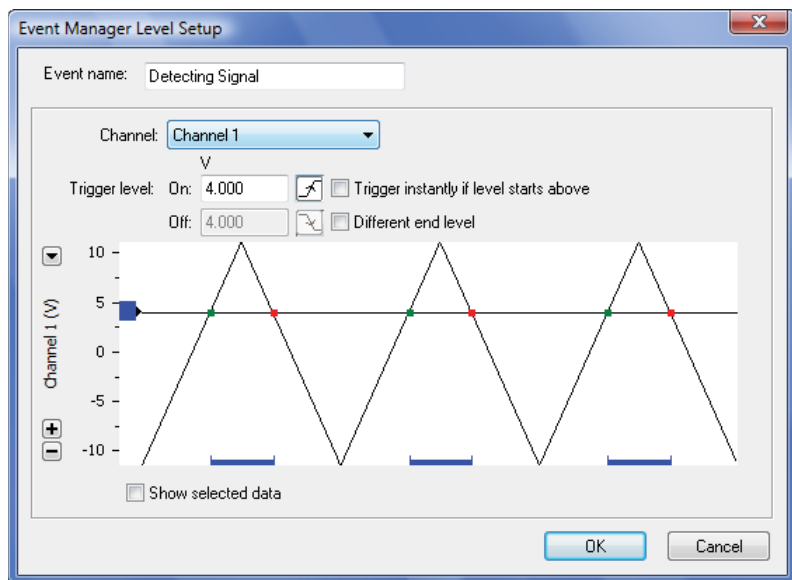 Event Manager Level Setup
Event name: Detecting Signal
Channel: Channel 1
V
Trigger level: On: 4.000 Trigger instantly if level starts above
Off: 4.000 Different end level
10
5
0
-5
-10
Channel 1 (V)
Show selected data
OK Cancel